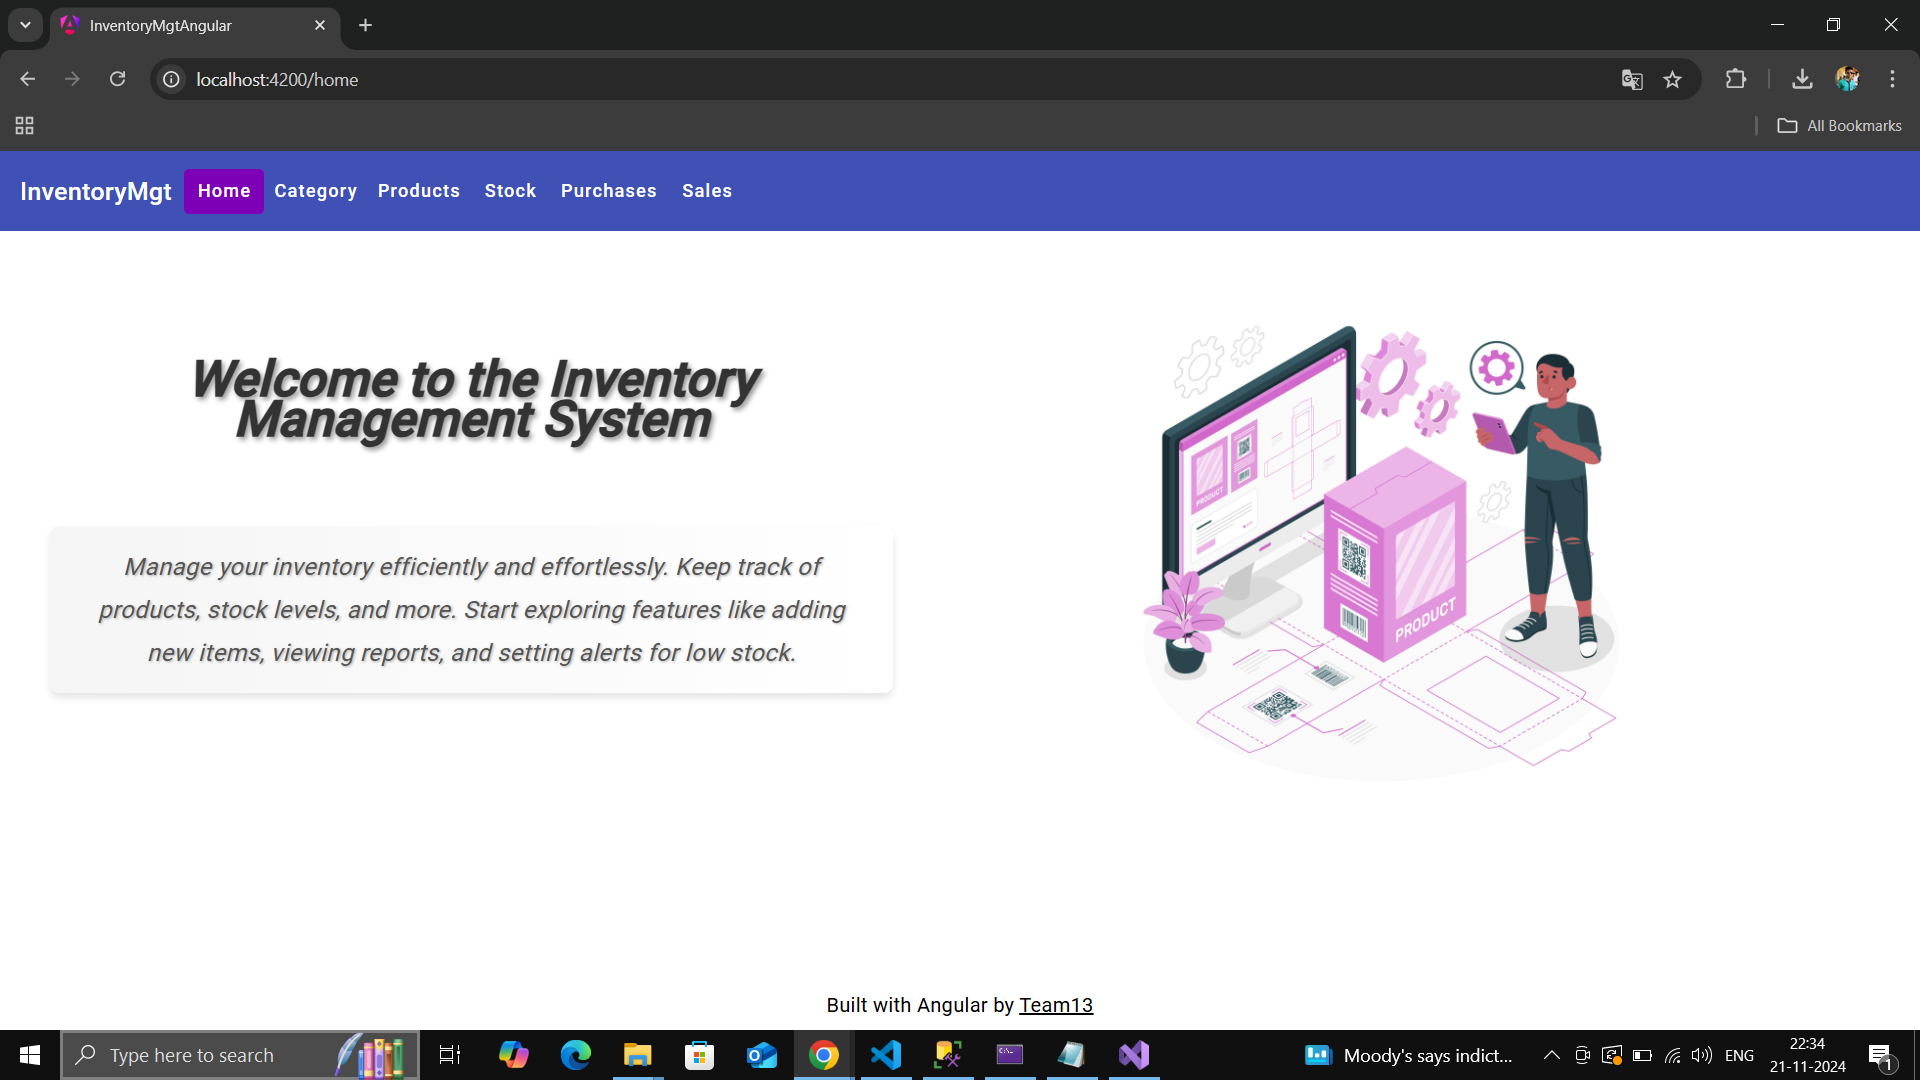 InventoryMgtAngular
localhost:4200/home
All Bookmarks
InventoryMgt Home Category Products Stock Purchases Sales
Welcome to the Inventory
Management System
Manage your inventory efficiently and effortlessly. Keep track of
products, stock levels, and more. Start exploring features like adding
new items, viewing reports, and setting alerts for low stock.
PRODUCT
PRODUCT
Built with Angular by Team13
Type here to search
Moody's says indict...
ENG
22:34
21-11-2024
1